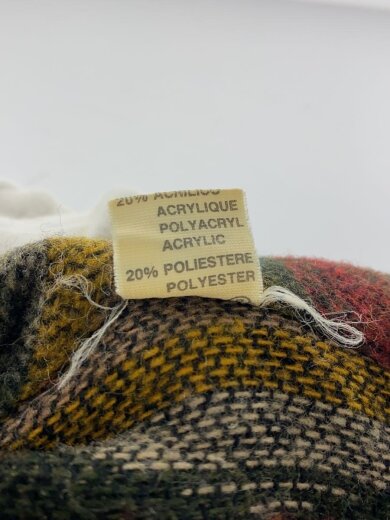 20% ACRILICO
ACRYLIQUE
POLYACRYL
ACRYLIC
20% POLIESTERE
POLYESTER